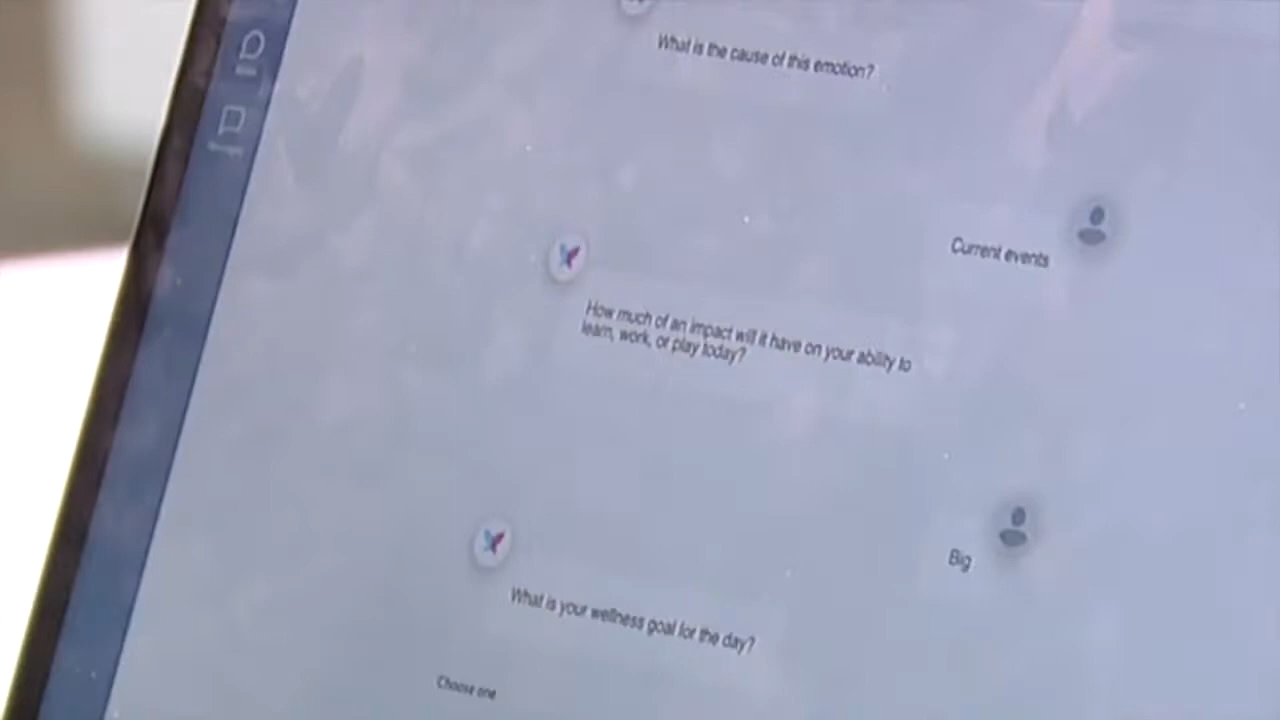 What is the cause of this emotion?
Current events
How much of an impact will it have on your ability to
learn, work, or play today?
Big
What is your wellness goal for the day?
Choose one